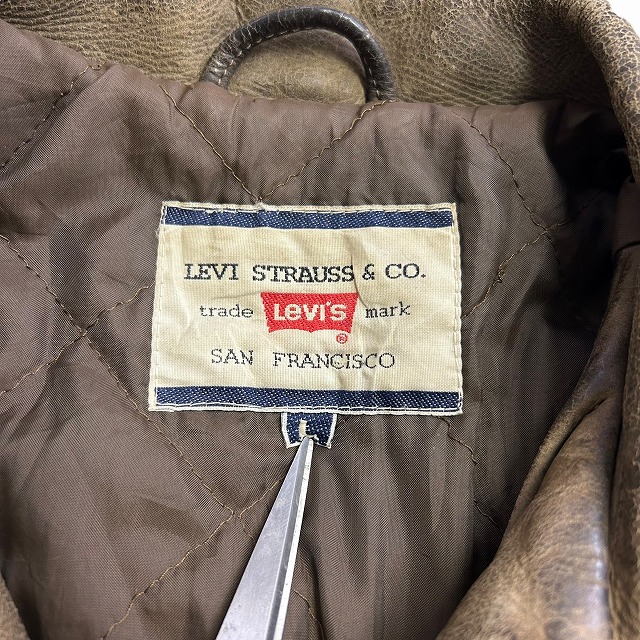 LEVI STRAUSS & CO.
trade LEVI'S mark
®
SAN FRANCISCO
L